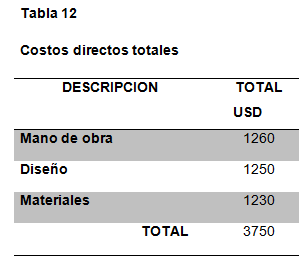 Tabla 12
Costos directos totales
DESCRIPCION TOTAL
USD
Mano de obra 1260
Diseño 1250
Materiales 1230
TOTAL 3750